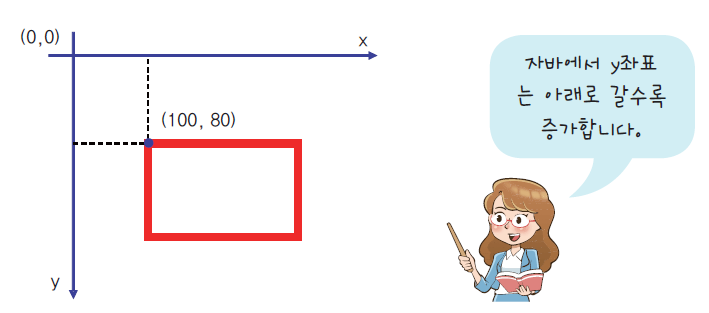 (0,0)
x
(100, 80)
y
자바에서 y좌표
는 아래로 갈수록
증가합니다.